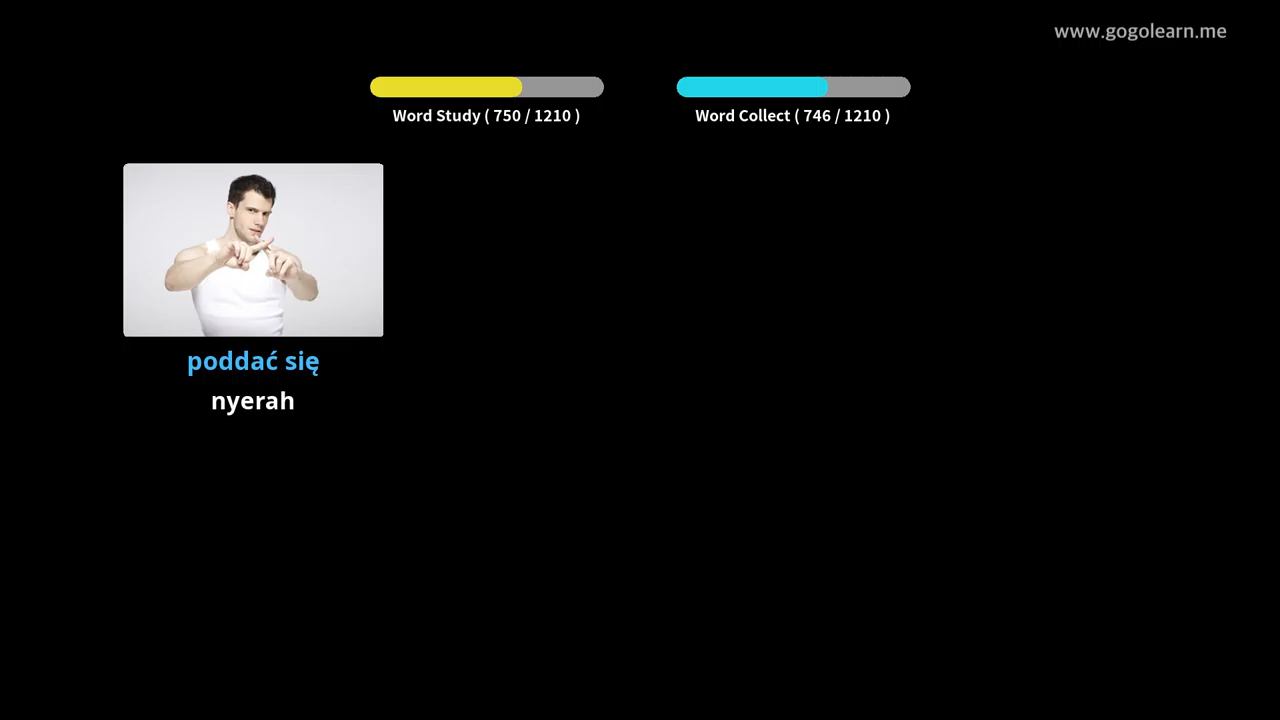 www.gogolearn.me
Word Study ( 750 / 1210 )
Word Collect ( 746 / 1210 )
poddać się
nyerah